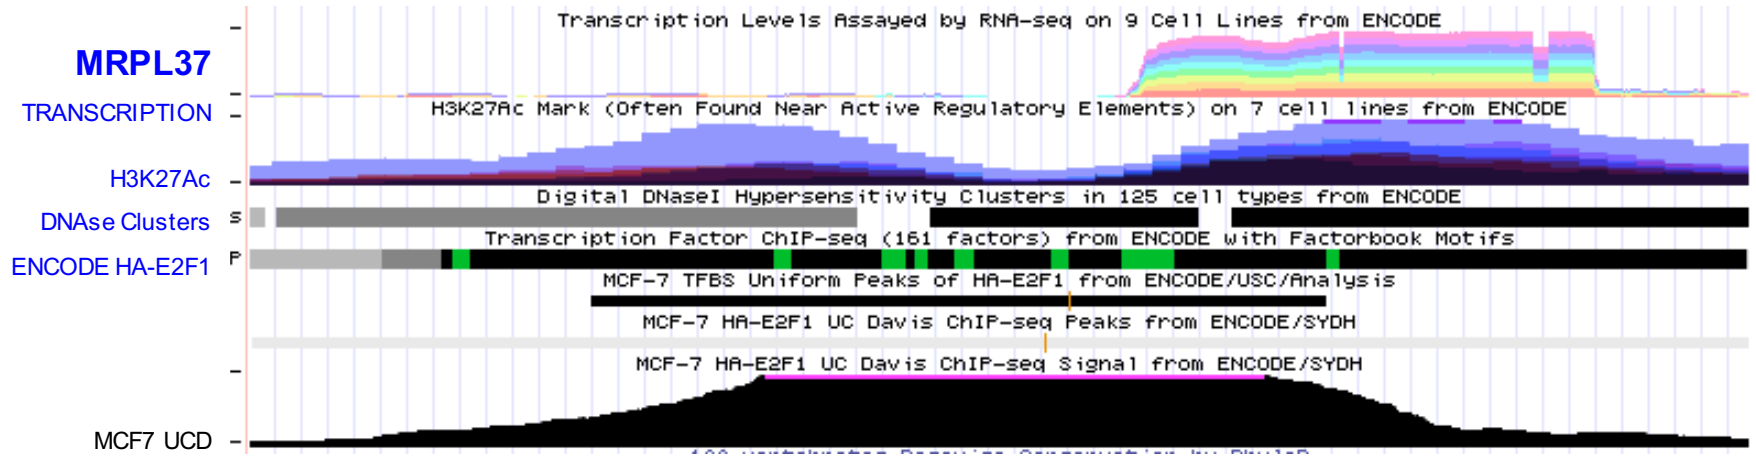 Transcription Levels Assayed by RNA-seq on 9 Cell Lines from ENCODE
MRPL37
TRANSCRIPTION
H3K27Ac Mark (Often Found Near Active Regulatory Elements) on 7 cell lines from ENCODE
H3K27Ac
Digital DNaseI Hypersensitivity Clusters in 125 cell types from ENCODE
DNAse Clusters S
Transcription Factor ChIP-seq (161 factors) from ENCODE with Factorbook Motifs
ENCODE HA-E2F1 P
MCF-7 TFBS Uniform Peaks of HA-E2F1 from ENCODE/USC/Analysis
MCF-7 HA-E2F1 UC Davis ChIP-seq Peaks from ENCODE/SYDH
MCF-7 HA-E2F1 UC Davis ChIP-seq Signal from ENCODE/SYDH
MCF7 UCD